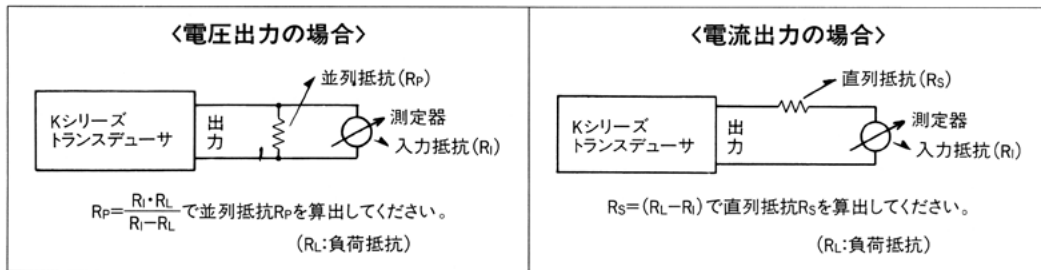 〈電圧出力の場合〉
並列抵抗(RP)
Kシリーズ
トランスデューサ
出力
測定器
入力抵抗(RI)
RP=RI・RL/RI−RLで並列抵抗RPを算出してください。
(RL:負荷抵抗)
〈電流出力の場合〉
直列抵抗(RS)
Kシリーズ
トランスデューサ
出力
測定器
入力抵抗(RI)
RS=(RL−RI)で直列抵抗RSを算出してください。
(RL:負荷抵抗)